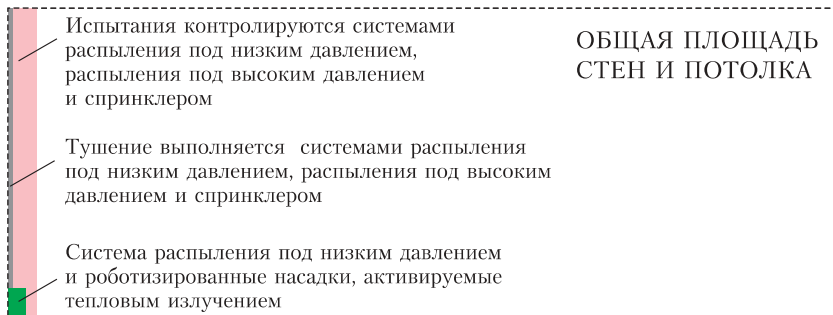 Испытания контролируются системами
распыления под низким давлением,
распыления под высоким давлением
и спринклером
ОБЩАЯ ПЛОЩАДЬ
СТЕН И ПОТОЛКА
Тушение выполняется системами распыления
под низким давлением, распыления под высоким
давлением и спринклером
Система распыления под низким давлением
и роботизированные насадки, активируемые
тепловым излучением